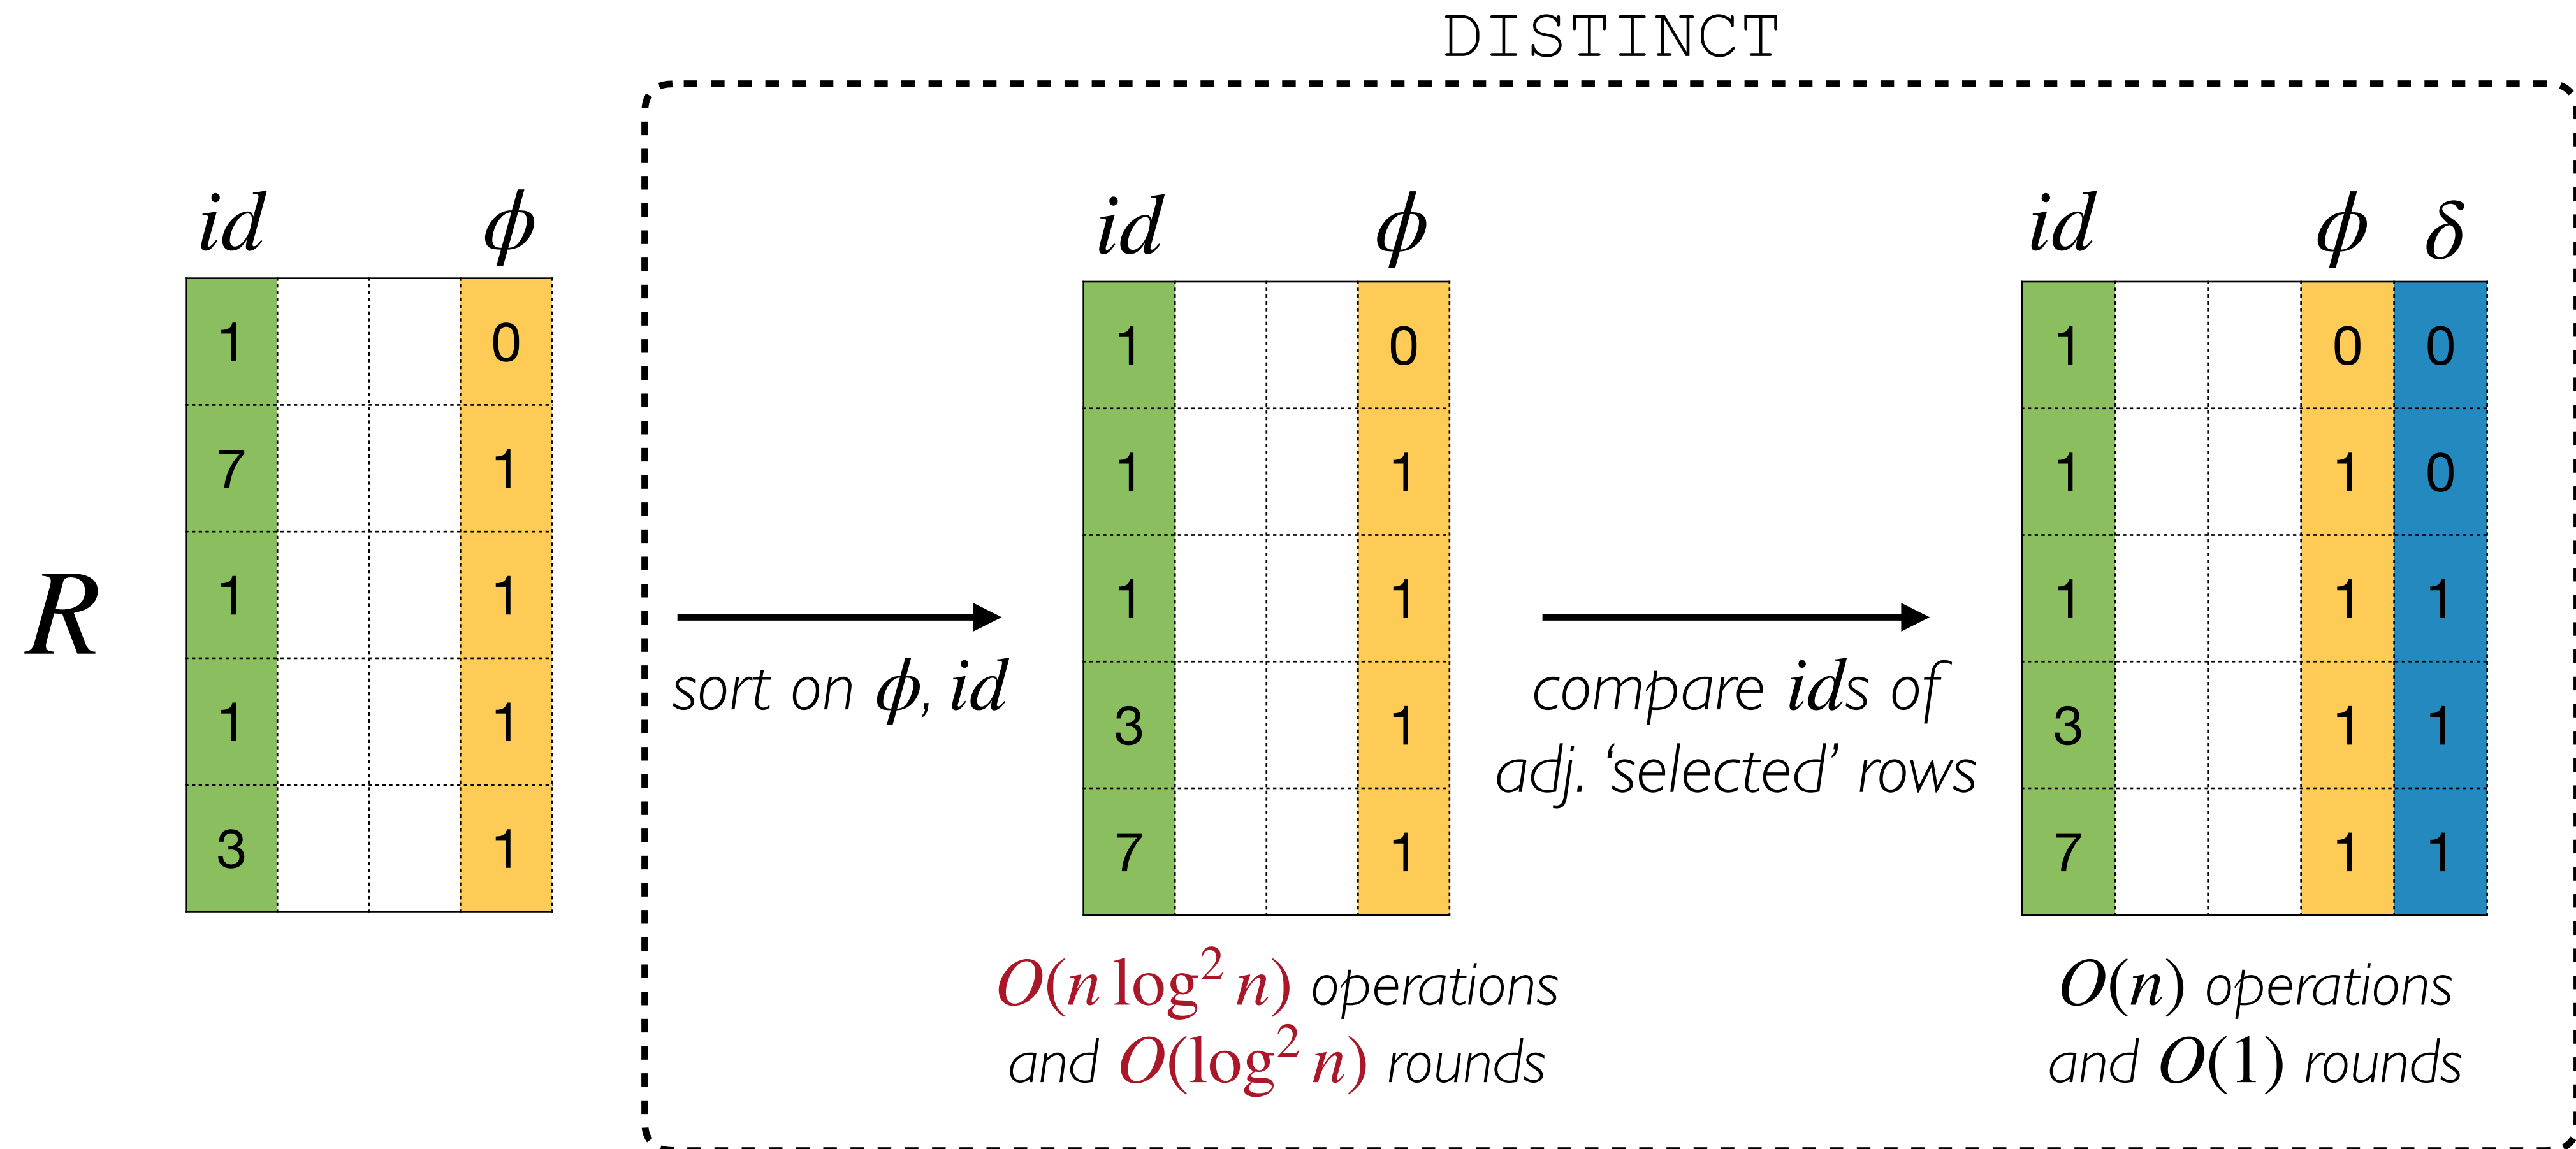 DISTINCT
R
id ϕ
1 0
7 1
1 1
1 1
3 1
sort on ϕ, id
id ϕ
1 0
1 1
1 1
3 1
7 1
O(n log² n) operations
and O(log² n) rounds
compare ids of
adj. ‘selected’ rows
id ϕ δ
1 0 0
1 1 0
1 1 1
3 1 1
7 1 1
O(n) operations
and O(1) rounds